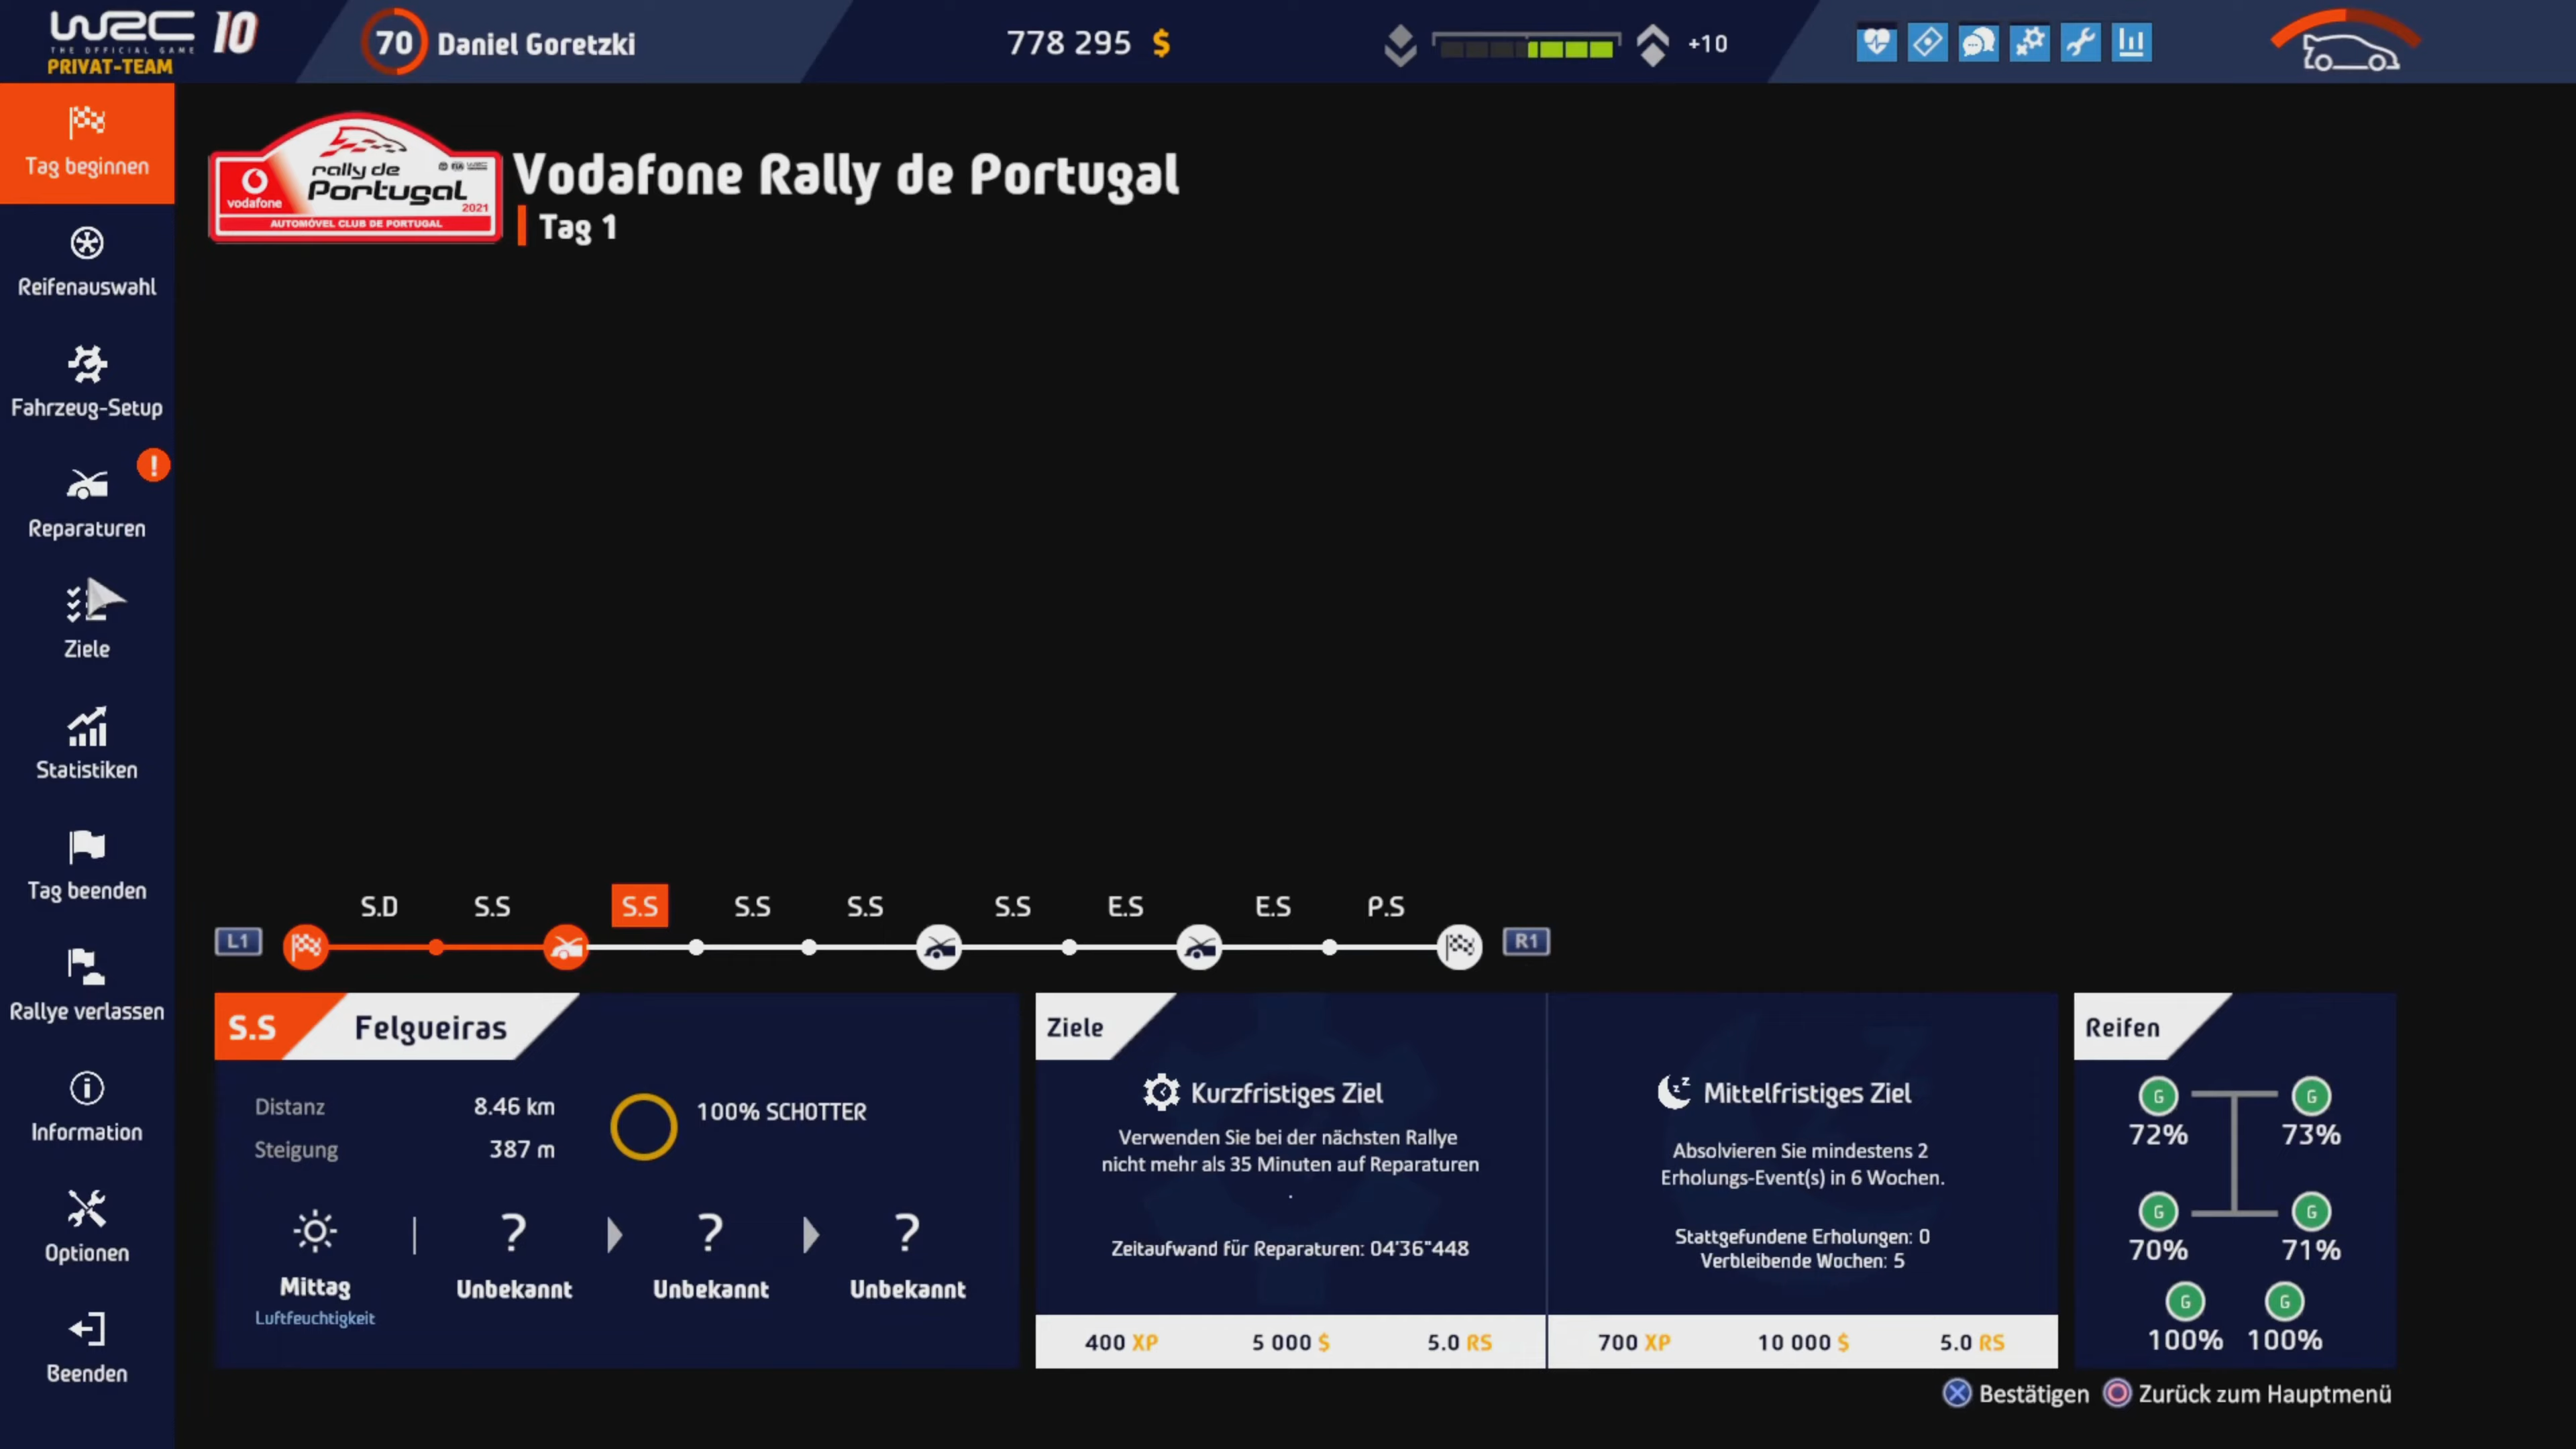 WRC 10
THE OFFICIAL GAME
PRIVAT-TEAM
70 Daniel Goretzki
778 295 $
+10
Tag beginnen
Reifenauswahl
Fahrzeug-Setup
!
Reparaturen
Ziele
Statistiken
Tag beenden
Rallye verlassen
Information
Optionen
Beenden
rally de
Portugal
2021
vodafone
AUTOMÓVEL CLUB DE PORTUGAL
Vodafone Rally de Portugal
Tag 1
S.D S.S S.S S.S S.S S.S E.S E.S P.S
L1 R1
S.S Felgueiras
Distanz 8.46 km
Steigung 387 m
100% SCHOTTER
Mittag
Luftfeuchtigkeit
? ? ?
Unbekannt Unbekannt Unbekannt
Ziele
Kurzfristiges Ziel
Verwenden Sie bei der nächsten Rallye
nicht mehr als 35 Minuten auf Reparaturen
.
Zeitaufwand für Reparaturen: 04'36"448
400 XP 5 000 $ 5.0 RS
Mittelfristiges Ziel
Absolvieren Sie mindestens 2
Erholungs-Event(s) in 6 Wochen.
Stattgefundene Erholungen: 0
Verbleibende Wochen: 5
700 XP 10 000 $ 5.0 RS
Reifen
G G
72% 73%
G G
70% 71%
G G
100% 100%
Bestätigen Zurück zum Hauptmenü